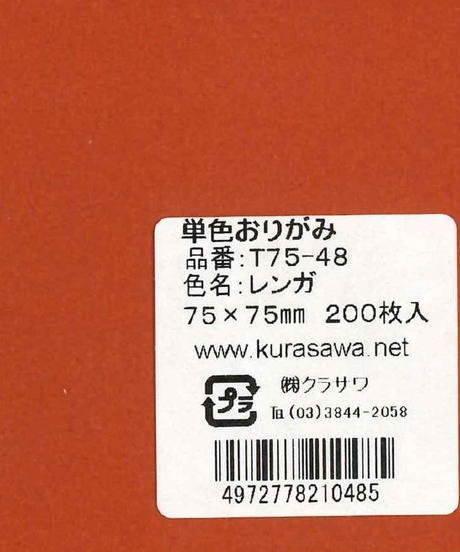 単色おりがみ
品番:T75-48
色名:レンガ
75×75㎜ 200枚入
www.kurasawa.net
プラ
㈱クラサワ
℡(03)3844-2058
4972778210485